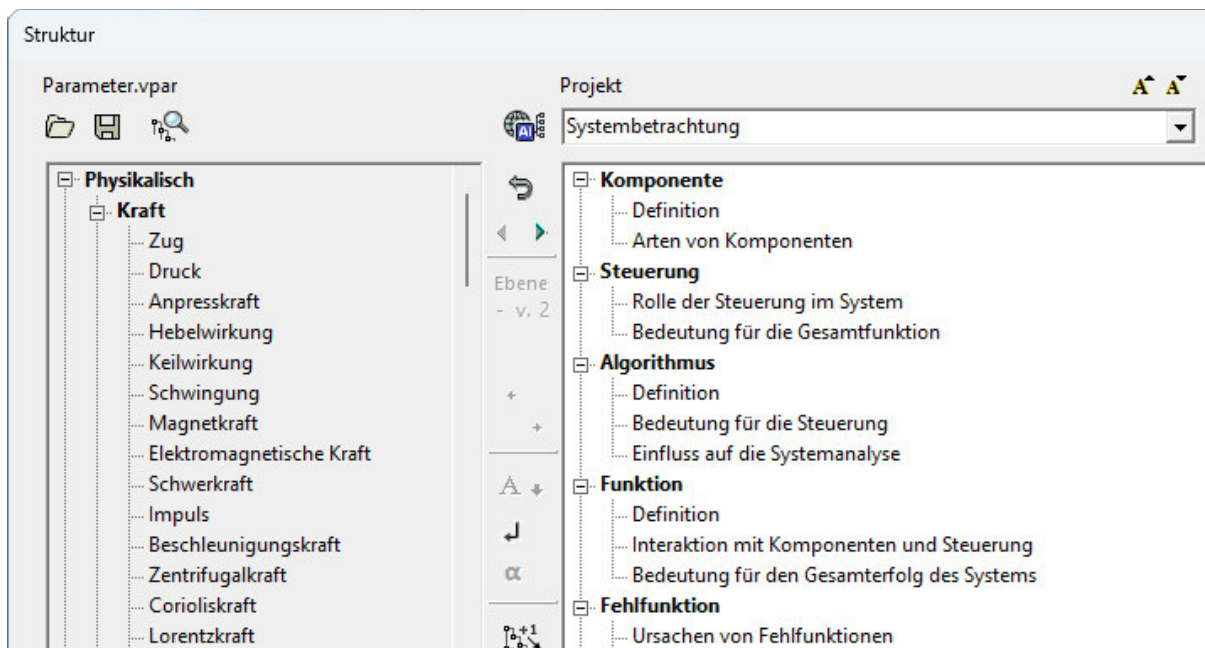 Struktur
Parameter.vpar
Projekt
A A
AI
Systembetrachtung
Physikalisch
Kraft
Zug
Druck
Anpresskraft
Hebelwirkung
Keilwirkung
Schwingung
Magnetkraft
Elektromagnetische Kraft
Schwerkraft
Impuls
Beschleunigungskraft
Zentrifugalkraft
Corioliskraft
Lorentzkraft
Ebene
- v. 2
A
α
+1
Komponente
Definition
Arten von Komponenten
Steuerung
Rolle der Steuerung im System
Bedeutung für die Gesamtfunktion
Algorithmus
Definition
Bedeutung für die Steuerung
Einfluss auf die Systemanalyse
Funktion
Definition
Interaktion mit Komponenten und Steuerung
Bedeutung für den Gesamterfolg des Systems
Fehlfunktion
Ursachen von Fehlfunktionen